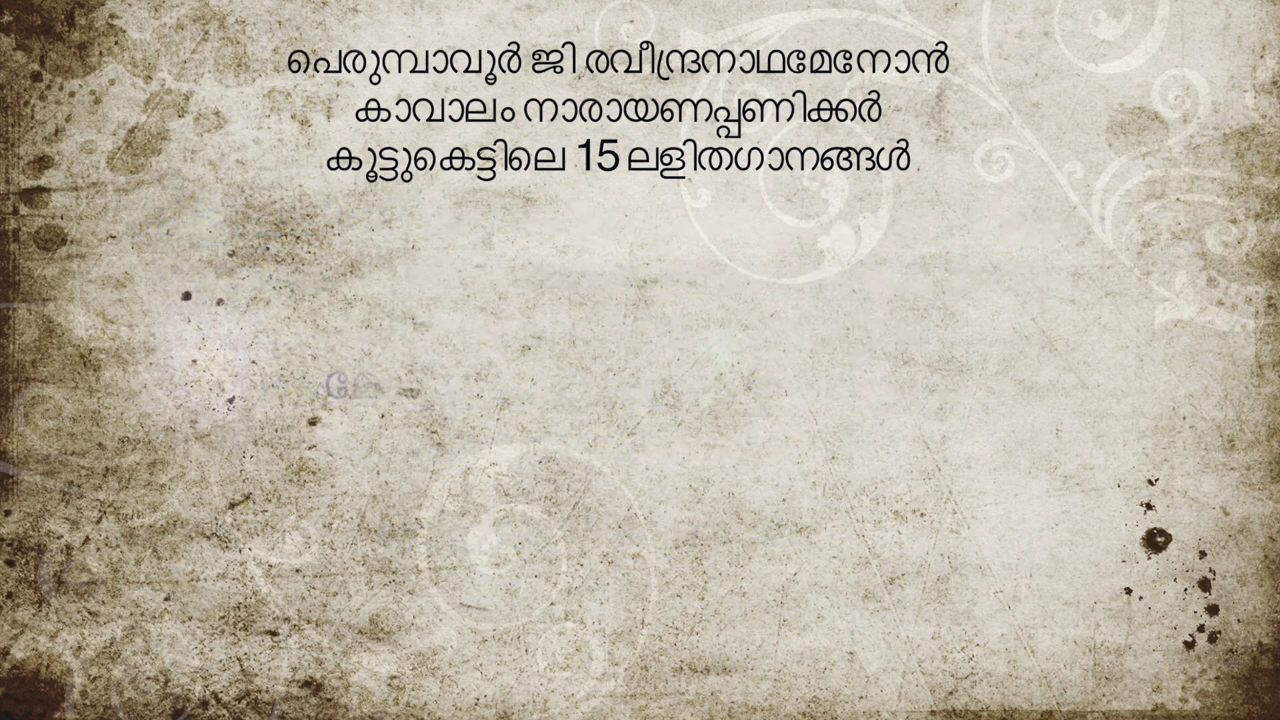 പെരുമ്പാവൂർ ജി രവീന്ദ്രനാഥമേനോൻ
കാവാലം നാരായണപ്പണിക്കർ
കൂട്ടുകെട്ടിലെ 15 ലളിതഗാനങ്ങൾ